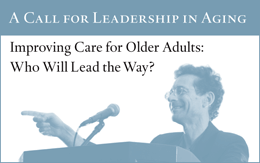 A Call for Leadership in Aging
Improving Care for Older Adults:
Who Will Lead the Way?